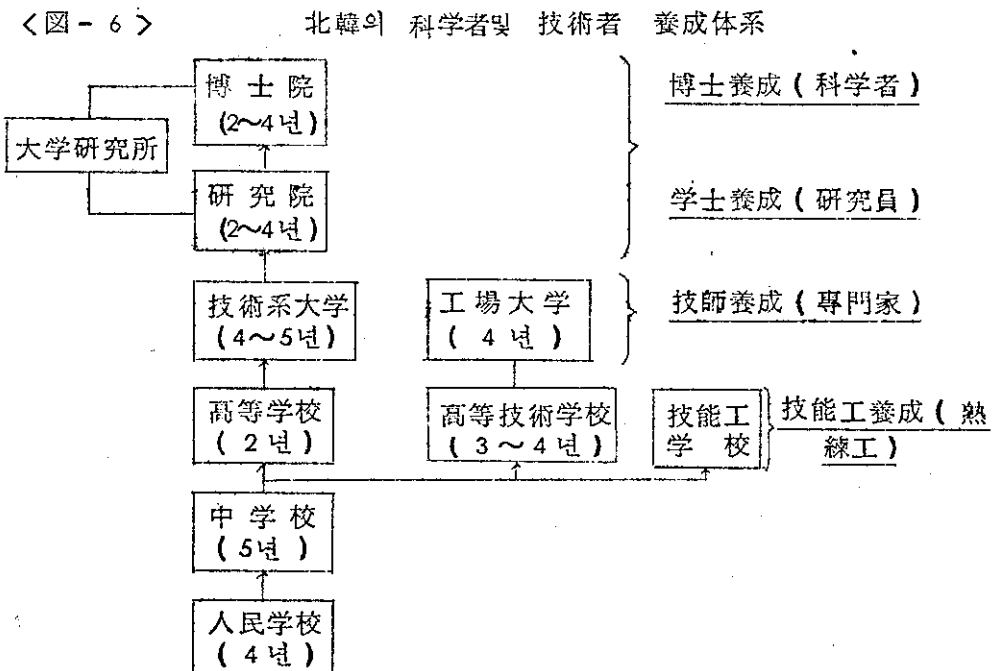 <図-6> 北韓의 科学者및 技術者 養成体系
博士院
(2~4년)
博士養成(科学者)
大学研究所
研究院
(2~4년)
学士養成(研究員)
技術系大学
(4~5년)
工場大学
(4년)
技師養成(専門家)
高等学校
(2년)
高等技術学校
(3~4년)
技能工
学校
技能工養成(熟
練工)
中学校
(5년)
人民学校
(4년)